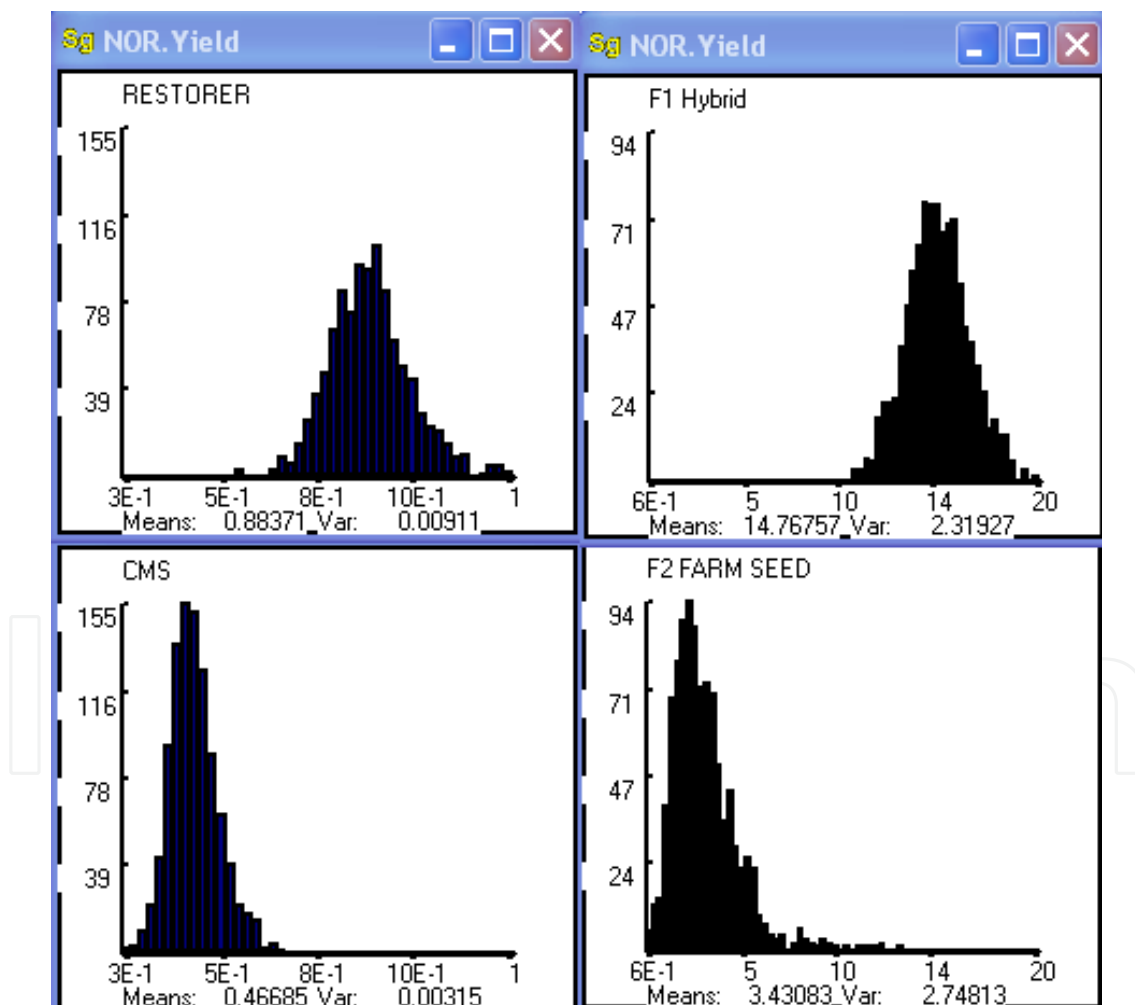 Sg NOR.Yield
RESTORER
155
116
78
39
3E-1 5E-1 8E-1 10E-1 1
Means: 0.88371 Var: 0.00911
Sg NOR.Yield
F1 Hybrid
94
71
47
24
6E-1 5 10 14 20
Means: 14.76757 Var: 2.31927
CMS
155
116
78
39
3E-1 5E-1 8E-1 10E-1 1
Means: 0.46685 Var: 0.00315
F2 FARM SEED
94
71
47
24
6E-1 5 10 14 20
Means: 3.43083 Var: 2.74813